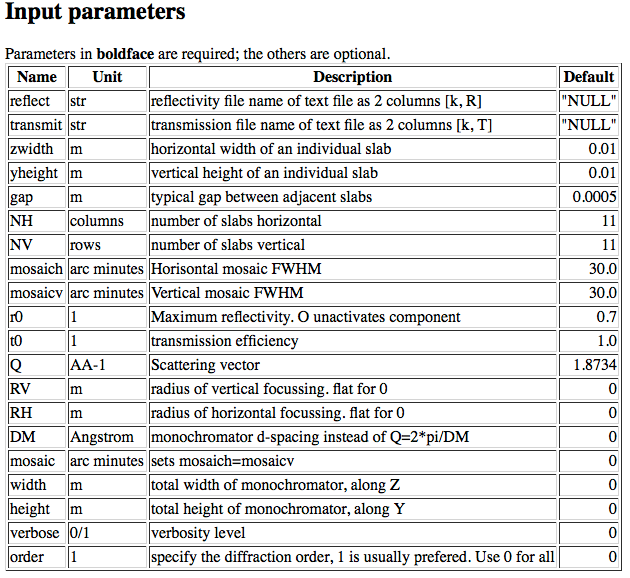 Input parameters
Parameters in boldface are required; the others are optional.
Name Unit Description Default
reflect str reflectivity file name of text file as 2 columns [k, R] "NULL"
transmit str transmission file name of text file as 2 columns [k, T] "NULL"
zwidth m horizontal width of an individual slab 0.01
yheight m vertical height of an individual slab 0.01
gap m typical gap between adjacent slabs 0.0005
NH columns number of slabs horizontal 11
NV rows number of slabs vertical 11
mosaich arc minutes Horisontal mosaic FWHM 30.0
mosaicv arc minutes Vertical mosaic FWHM 30.0
r0 1 Maximum reflectivity. O unactivates component 0.7
t0 1 transmission efficiency 1.0
Q AA-1 Scattering vector 1.8734
RV m radius of vertical focussing. flat for 0 0
RH m radius of horizontal focussing. flat for 0 0
DM Angstrom monochromator d-spacing instead of Q=2*pi/DM 0
mosaic arc minutes sets mosaich=mosaicv 0
width m total width of monochromator, along Z 0
height m total height of monochromator, along Y 0
verbose 0/1 verbosity level 0
order 1 specify the diffraction order, 1 is usually prefered. Use 0 for all 0